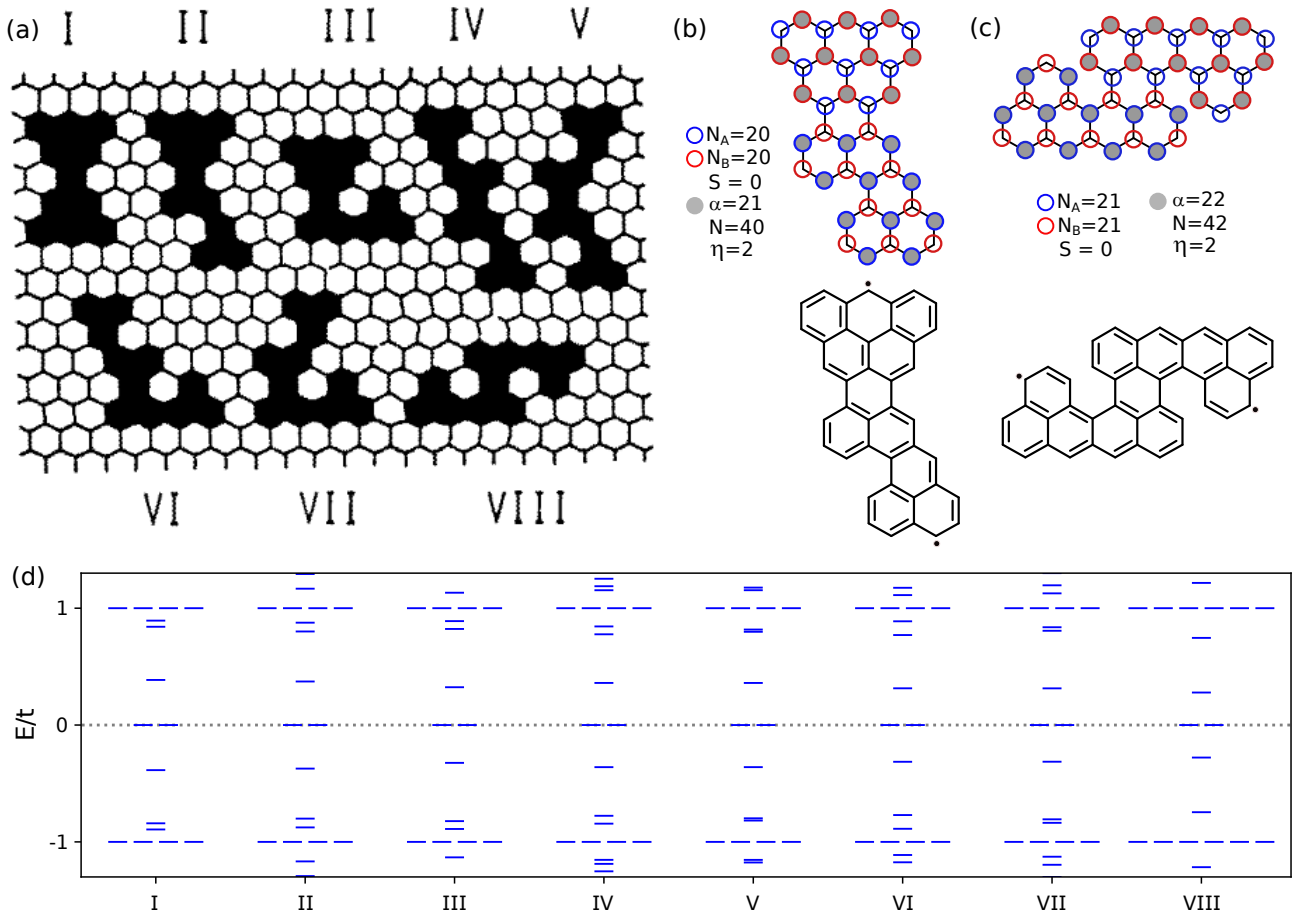 (a)
I II III IV V
VI VII VIII
(b)
N_A=20
N_B=20
S = 0
α=21
N=40
η=2
(c)
N_A=21
N_B=21
S = 0
α=22
N=42
η=2
(d)
E/t
1
0
-1
I II III IV V VI VII VIII